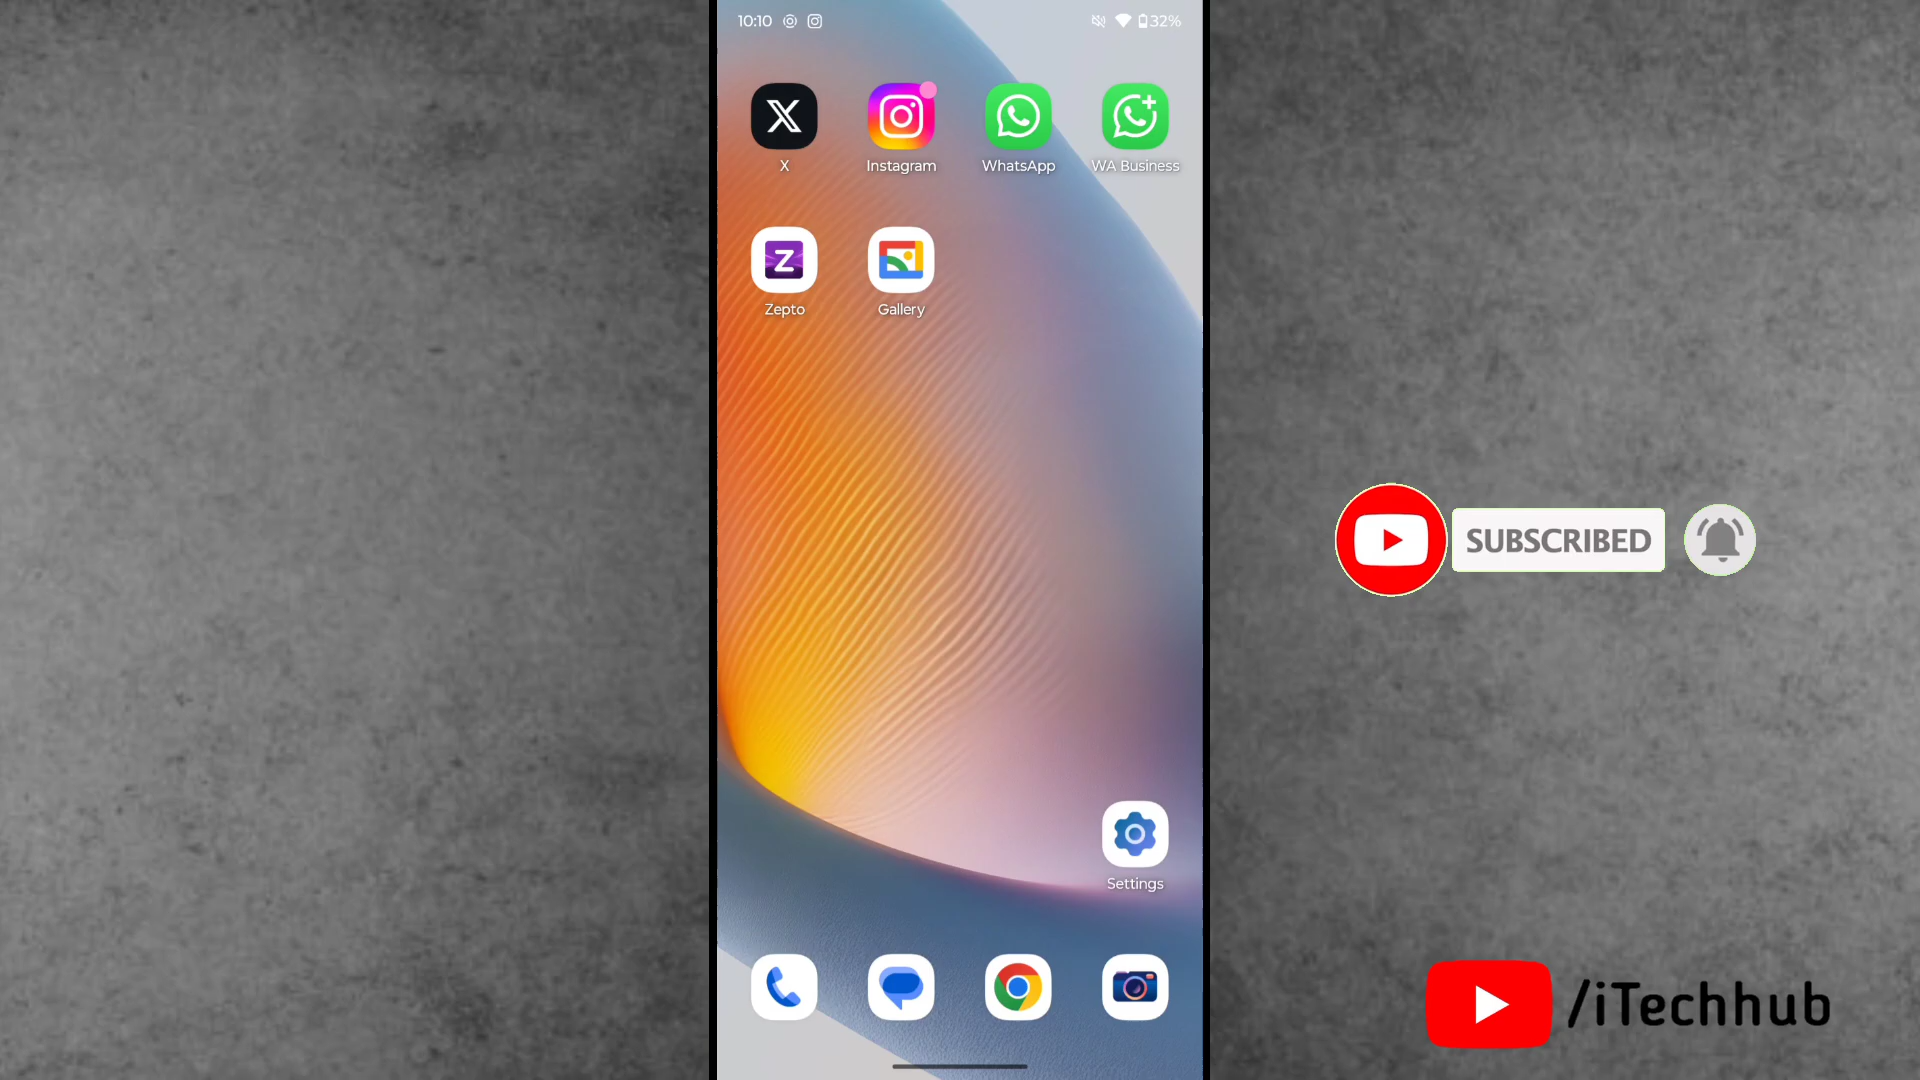 10:10
32%
X
Instagram
WhatsApp
WA Business
Z
Zepto
Gallery
SUBSCRIBED
Settings
/iTechhub